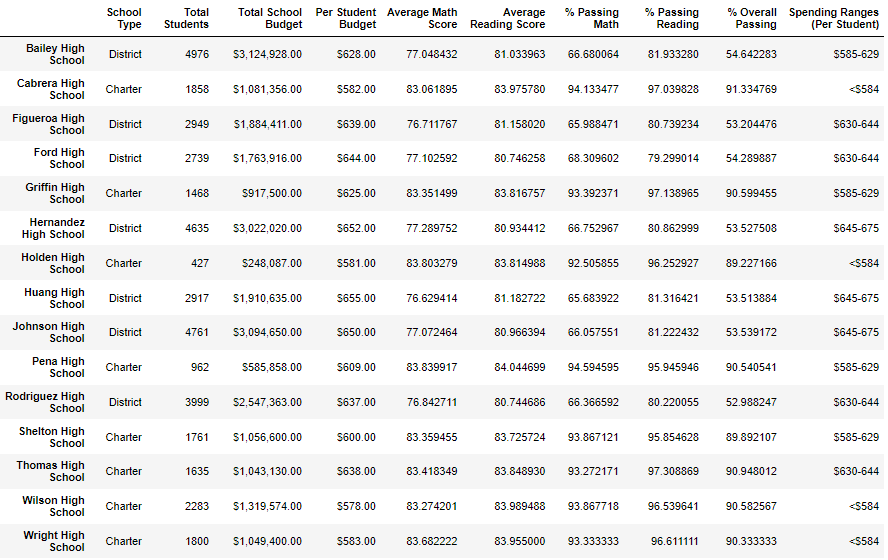 School Type Total Students Total School Budget Per Student Budget Average Math Score Average Reading Score % Passing Math % Passing Reading % Overall Passing Spending Ranges (Per Student)
Bailey High School District 4976 $3,124,928.00 $628.00 77.048432 81.033963 66.680064 81.933280 54.642283 $585-629
Cabrera High School Charter 1858 $1,081,356.00 $582.00 83.061895 83.975780 94.133477 97.039828 91.334769 <$584
Figueroa High School District 2949 $1,884,411.00 $639.00 76.711767 81.158020 65.988471 80.739234 53.204476 $630-644
Ford High School District 2739 $1,763,916.00 $644.00 77.102592 80.746258 68.309602 79.299014 54.289887 $630-644
Griffin High School Charter 1468 $917,500.00 $625.00 83.351499 83.816757 93.392371 97.138965 90.599455 $585-629
Hernandez High School District 4635 $3,022,020.00 $652.00 77.289752 80.934412 66.752967 80.862999 53.527508 $645-675
Holden High School Charter 427 $248,087.00 $581.00 83.803279 83.814988 92.505855 96.252927 89.227166 <$584
Huang High School District 2917 $1,910,635.00 $655.00 76.629414 81.182722 65.683922 81.316421 53.513884 $645-675
Johnson High School District 4761 $3,094,650.00 $650.00 77.072464 80.966394 66.057551 81.222432 53.539172 $645-675
Pena High School Charter 962 $585,858.00 $609.00 83.839917 84.044699 94.594595 95.945946 90.540541 $585-629
Rodriguez High School District 3999 $2,547,363.00 $637.00 76.842711 80.744686 66.366592 80.220055 52.988247 $630-644
Shelton High School Charter 1761 $1,056,600.00 $600.00 83.359455 83.725724 93.867121 95.854628 89.892107 $585-629
Thomas High School Charter 1635 $1,043,130.00 $638.00 83.418349 83.848930 93.272171 97.308869 90.948012 $630-644
Wilson High School Charter 2283 $1,319,574.00 $578.00 83.274201 83.989488 93.867718 96.539641 90.582567 <$584
Wright High School Charter 1800 $1,049,400.00 $583.00 83.682222 83.955000 93.333333 96.611111 90.333333 <$584